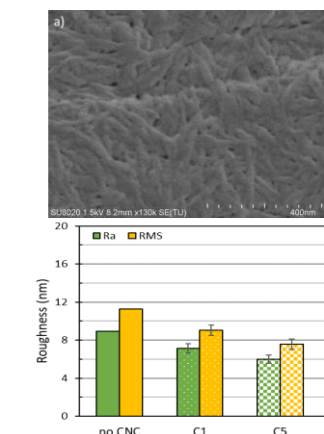 a)
SU8020 1.5kV 8.2mm x130k SE(TU)
400nm
20
Ra RMS
16
12
8
4
0
Roughness (nm)
no CNC C1 C5